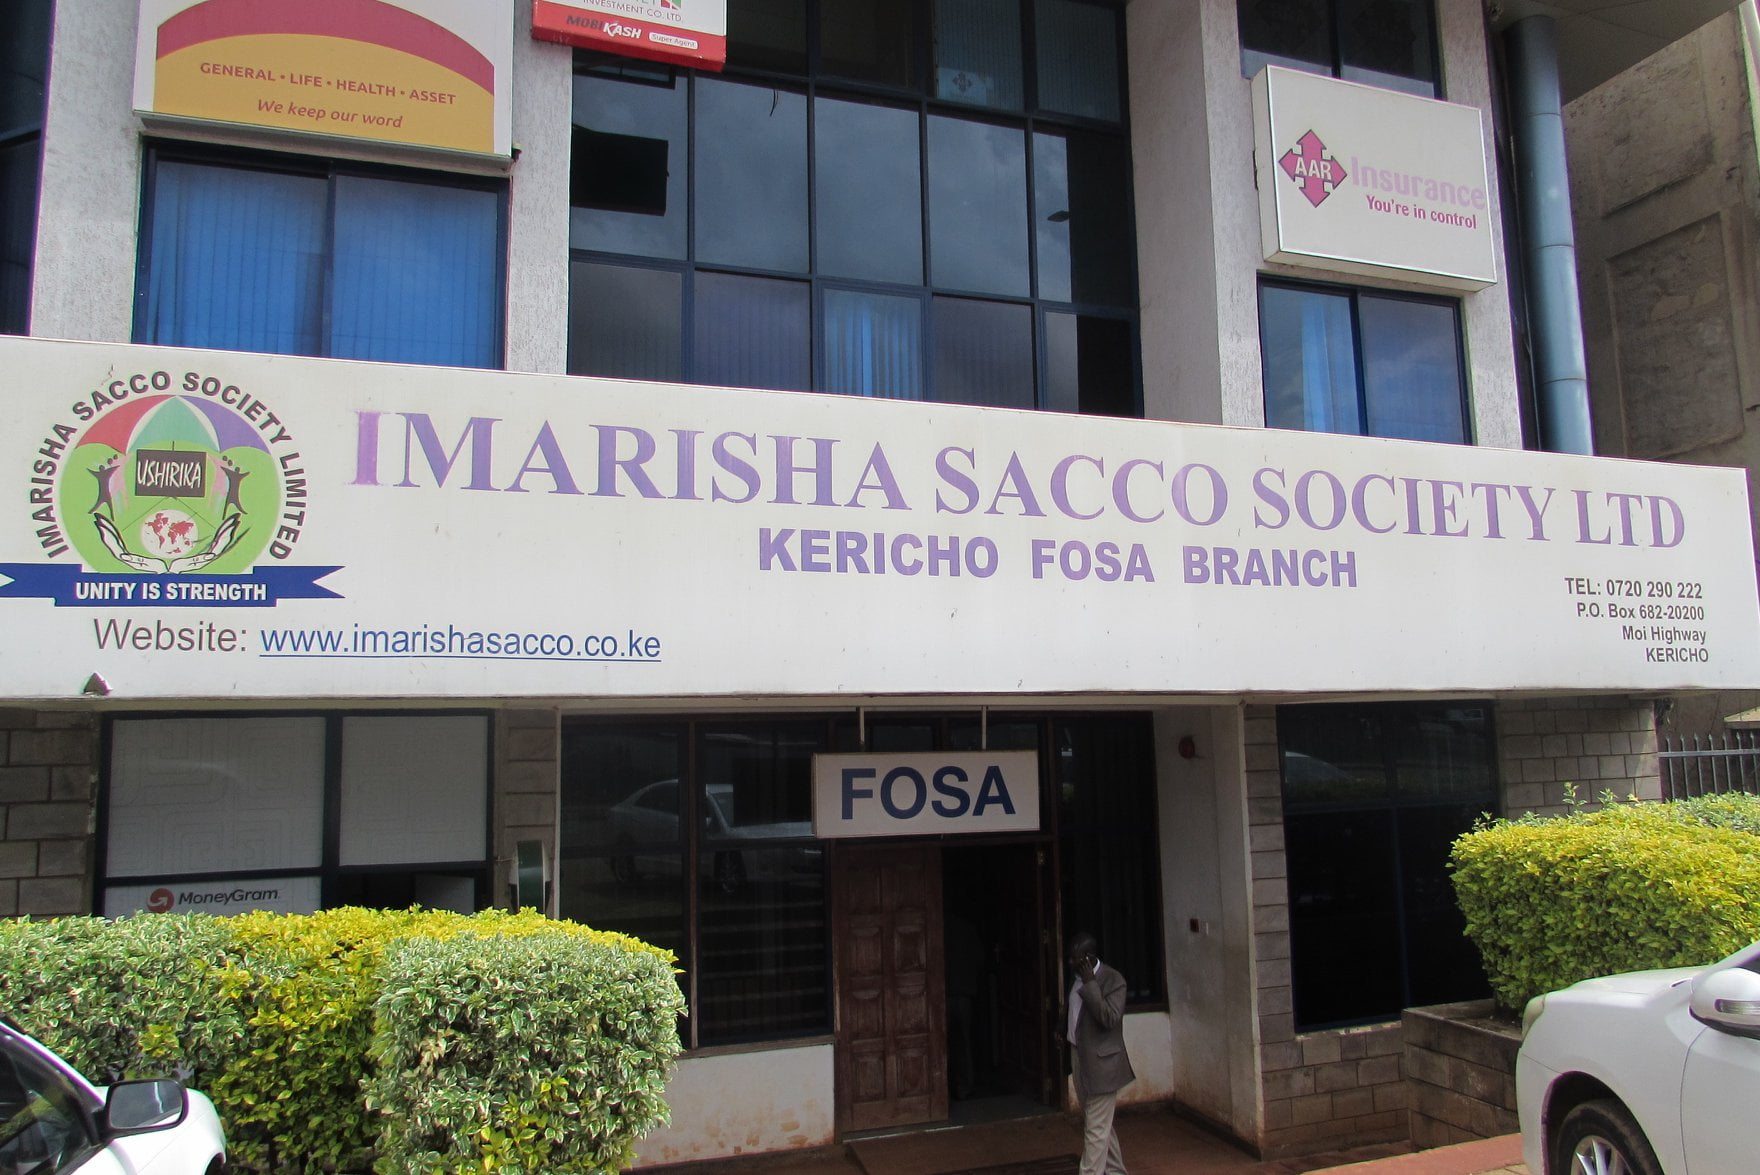 INVESTMENT CO. LTD.
MOBIKASH Super Agent
GENERAL • LIFE • HEALTH • ASSET
We keep our word
AAR Insurance
You're in control
IMARISHA SACCO SOCIETY LIMITED
USHIRIKA
UNITY IS STRENGTH
IMARISHA SACCO SOCIETY LTD
KERICHO FOSA BRANCH
TEL: 0720 290 222
P.O. Box 682-20200
Moi Highway
KERICHO
Website: www.imarishasacco.co.ke
FOSA
MoneyGram